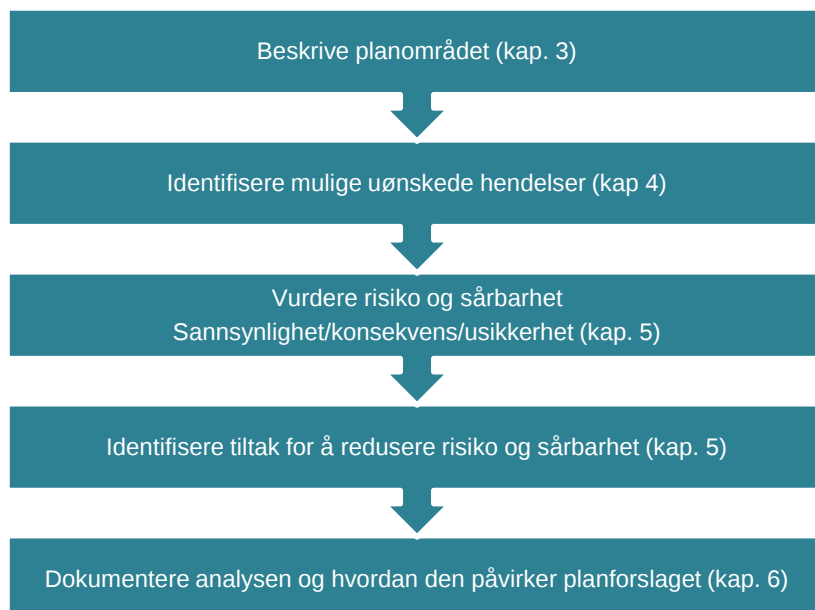 Beskrive planområdet (kap. 3)
Identifisere mulige uønskede hendelser (kap 4)
Vurdere risiko og sårbarhet
Sannsynlighet/konsekvens/usikkerhet (kap. 5)
Identifisere tiltak for å redusere risiko og sårbarhet (kap. 5)
Dokumentere analysen og hvordan den påvirker planforslaget (kap. 6)